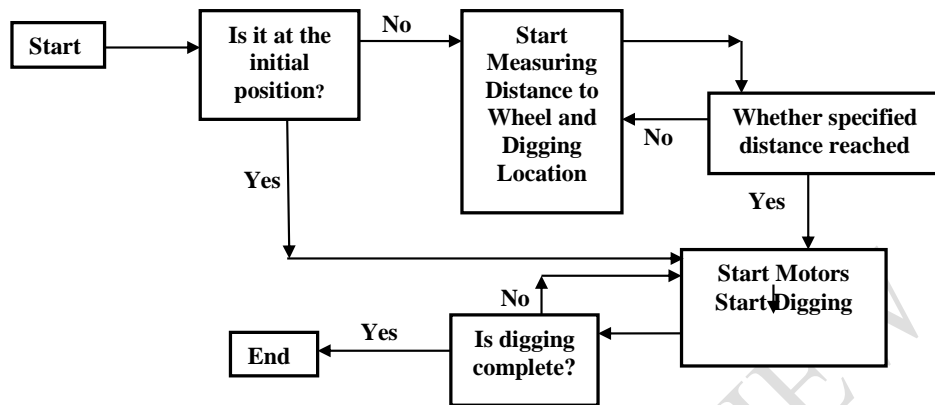 Start
Is it at the
initial
position?
No
Start
Measuring
Distance to
Wheel and
Digging
Location
Whether specified
distance reached
No
Yes
Yes
Start Motors
Start Digging
No
Is digging
complete?
Yes
End